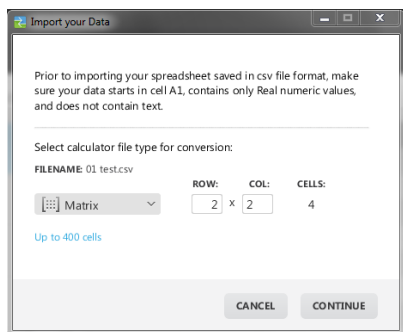 Import your Data
Prior to importing your spreadsheet saved in csv file format, make
sure your data starts in cell A1, contains only Real numeric values,
and does not contain text.
Select calculator file type for conversion:
FILENAME: 01 test.csv
ROW: COL: CELLS:
Matrix 2 x 2 4
Up to 400 cells
CANCEL CONTINUE